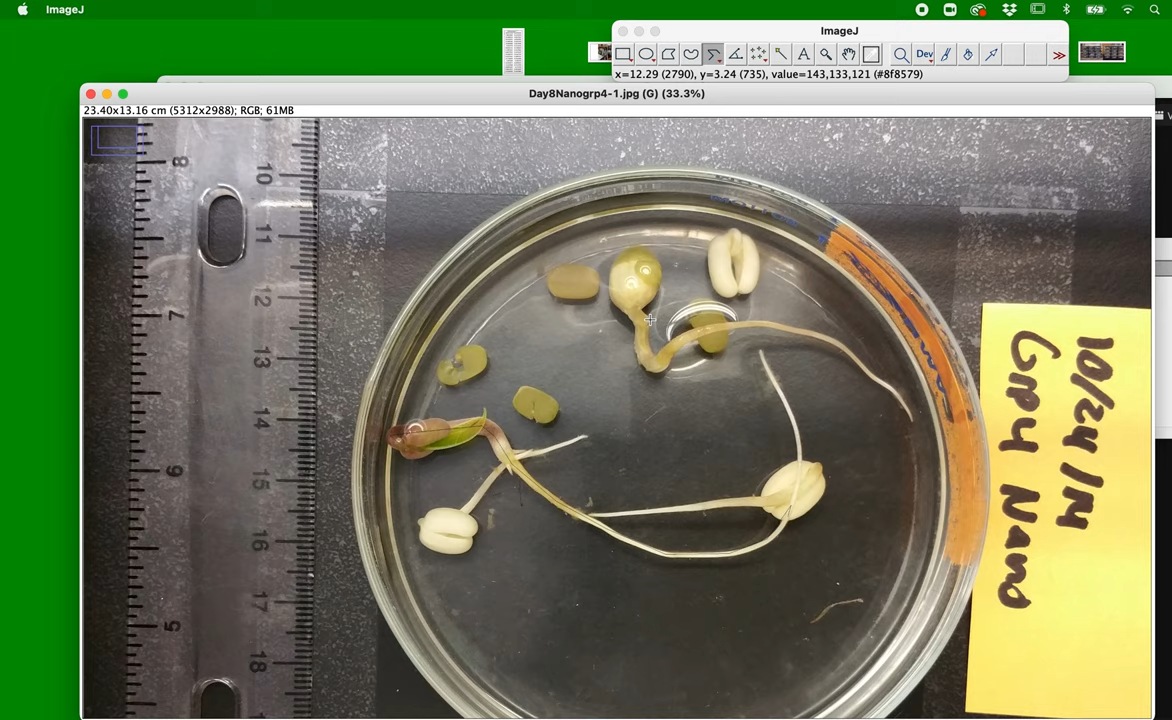 ImageJ
ImageJ
Dev
>>
x=12.29 (2790), y=3.24 (735), value=143,133,121 (#8f8579)
Day8Nanogrp4-1.jpg (G) (33.3%)
23.40x13.16 cm (5312x2988); RGB; 61MB
8
7
6
5
10
11
12
13
14
15
16
17
18
10/24/14
Grp4 Nano